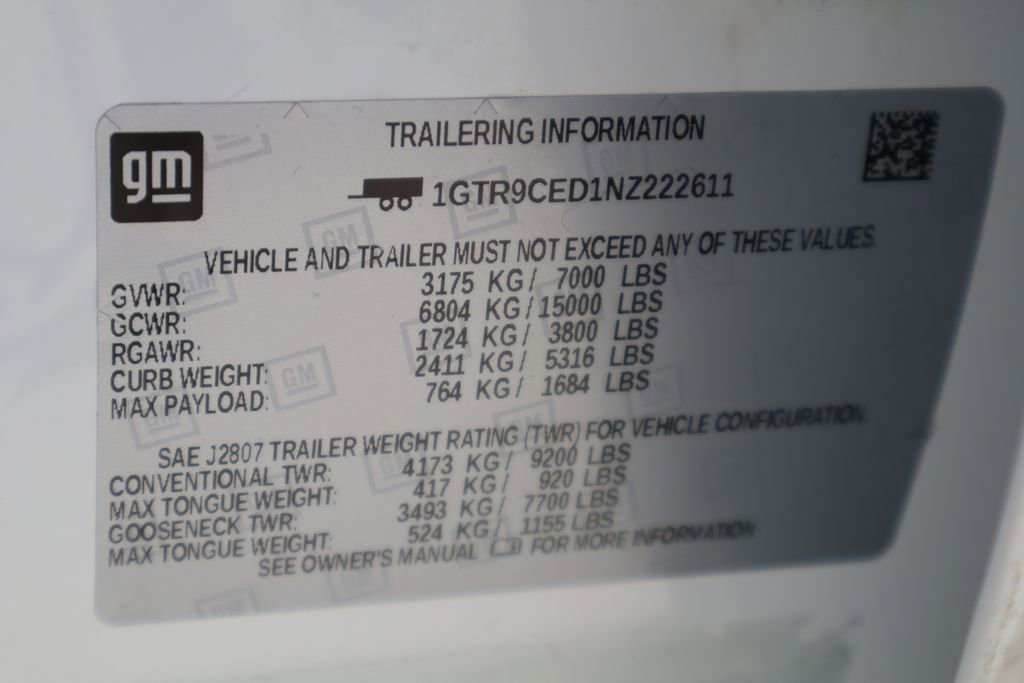 gm
TRAILERING INFORMATION
1GTR9CED1NZ222611
VEHICLE AND TRAILER MUST NOT EXCEED ANY OF THESE VALUES.
GVWR: 3175 KG/ 7000 LBS
GCWR: 6804 KG/ 15000 LBS
RGAWR: 1724 KG/ 3800 LBS
CURB WEIGHT: 2411 KG/ 5316 LBS
MAX PAYLOAD: 764 KG/ 1684 LBS
SAE J2807 TRAILER WEIGHT RATING (TWR) FOR VEHICLE CONFIGURATION
CONVENTIONAL TWR: 4173 KG/ 9200 LBS
MAX TONGUE WEIGHT: 417 KG/ 920 LBS
GOOSENECK TWR: 3493 KG/ 7700 LBS
MAX TONGUE WEIGHT: 524 KG/ 1155 LBS
SEE OWNER'S MANUAL FOR MORE INFORMATION